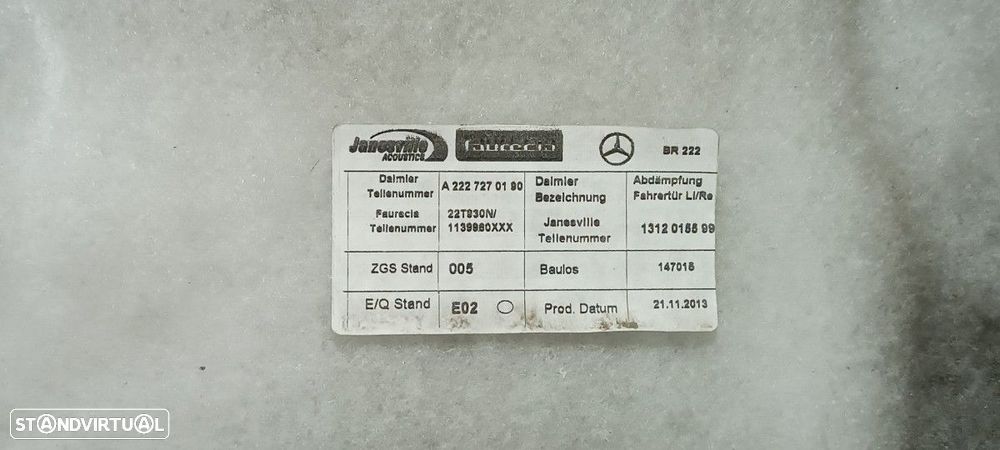 Janesville
ACOUSTICS
faurecia
BR 222
Daimler
Teilenummer
A 222 727 01 90
Daimler
Bezeichnung
Abdämpfung
Fahrertür Li/Re
Faurecia
Teilenummer
22T930N/
1139980XXX
Janesville
Teilenummer
1312 0155 99
ZGS Stand
005
Baulos
147015
E/Q Stand
E02
Prod. Datum
21.11.2013
STANDVIRTUAL